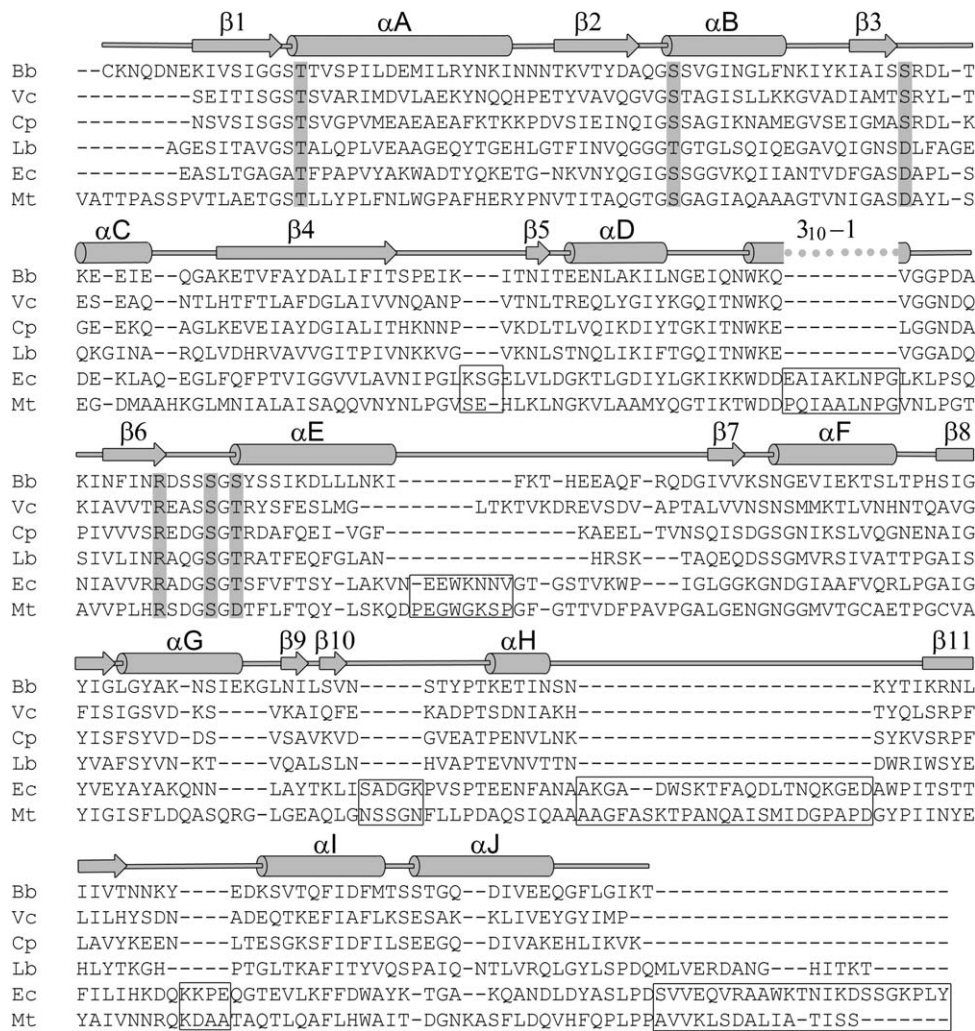 β1 αA β2 αB β3
Bb --CKNQDNEKIVSIGGSTTVSPILDEMILRYNKINNNTKVTYDAQGSSVGINGLFNKIYKIAISSRDL-T
Vc ---------SEITISGSTSVARIMDVLAEKYNQQHPETYVAVQGVGSTAGISLLKKGVADIAMTSRYL-T
Cp ---------NSVSISGSTSVGPVMEAEAEAFKTKKPDVSIEINQIGSSAGIKNAMEGVSEIGMASRDL-K
Lb -------AGESITAVGSTALQPLVEAAGEQYTGEHLGTFINVQGGGTGTGLSQIQEGAVQIGNSDLFAGE
Ec --------EASLTGAGATFPAPVYAKWADTYQKETG-NKVNYQGIGSSGGVKQIIANTVDFGASDAPL-S
Mt VATTPASSPVTLAETGSTLLYPLFNLWGPAFHERYPNVTITAQGTGSGAGIAQAAAGTVNIGASDAYL-S
αC β4 β5 αD 3₁₀−1
Bb KE-EIE--QGAKETVFAYDALIFITSPEIK---ITNITEENLAKILNGEIQNWKQ---------VGGPDA
Vc ES-EAQ--NTLHTFTLAFDGLAIVVNQANP---VTNLTREQLYGIYKGQITNWKQ---------VGGNDQ
Cp GE-EKQ--AGLKEVEIAYDGIALITHKNNP---VKDLTLVQIKDIYTGKITNWKE---------LGGNDA
Lb QKGINA--RQLVDHRVAVVGITPIVNKKVG---VKNLSTNQLIKIFTGQITNWKE---------VGGADQ
Ec DE-KLAQ-EGLFQFPTVIGGVVLAVNIPGLKSGELVLDGKTLGDIYLGKIKKWDDEAIAKLNPGLKLPSQ
Mt EG-DMAAHKGLMNIALAISAQQVNYNLPGVSE-HLKLNGKVLAAMYQGTIKTWDDPQIAALNPGVNLPGT
β6 αE β7 αF β8
Bb KINFINRDSSSGSYSSIKDLLLNKI---------FKT-HEEAQF-RQDGIVVKSNGEVIEKTSLTPHSIG
Vc KIAVVTREASSGTRYSFESLMG---------LTKTVKDREVSDV-APTALVVNSNSMMKTLVNHNTQAVG
Cp PIVVVSREDGSGTRDAFQEI-VGF----------KAEEL-TVNSQISDGSGNIKSLVQGNENAIG
Lb SIVLINRAQGSGTRATFEQFGLAN------------HRSK-TAQEQDSSGMVRSIVATTPGAIS
Ec NIAVVRRADGSGTSFVFTSY-LAKVN-EEWKNNVGT-GSTVKWP---IGLGGKGNDGIAAFVQRLPGAIG
Mt AVVPLHRSDGSGDTFLFTQY-LSKQDPEGWGKSPGF-GTTVDFPAVPGALGENGNGGMVTGCAETPGCVA
αG β9 β10 αH β11
Bb YIGLGYAK-NSIEKGLNILSVN-----STYPTKETINSN-----------------------KYTIKRNL
Vc FISIGSVD-KS----VKAIQFE-----KADPTSDNIAKH-----------------------TYQLSRPF
Cp YISFSYVD-DS----VSAVKVD-----GVEATPENVLNK-----------------------SYKVSRPF
Lb YVAFSYVN-KT----VQALSLN-----HVAPTEVNVTTN-----------------------DWRIWSYE
Ec YVEYAYAKQNN----LAYTKLISADGKPVSPTEENFANAAKGA--DWSKTFAQDLTNQKGEDAWPITSTT
Mt YIGISFLDQASQRG-LGEAQLGNSSGNFLLPDAQSIQAAAAGFASKTPANQAISMIDGPAPDGYPIINYE
αI αJ
Bb IIVTNNKY----EDKSVTQFIDFMTSSTGQ--DIVEEQGFLGIKT-----------------------
Vc LILHYSDN----ADEQTKEFIAFLKSESAK--KLIVEYGYIMP-------------------------
Cp LAVYKEEN----LTESGKSFIDFILSEEGQ--DIVAKEHLIKVK------------------------
Lb HLYTKGH-----PTGLTKAFITYVQSPAIQ-NTLVRQLGYLSPDQMLVERDANG---HITKT------
Ec FILIHKDQKKPEQGTEVLKFFDWAYK-TGA--KQANDLDYASLPDSVVEQVRAAWKTNIKDSSGKPLY
Mt YAIVNNRQKDAATAQTLQAFLHWAIT-DGNKASFLDQVHFQPLPPAVVKLSDALIA-TISS-------